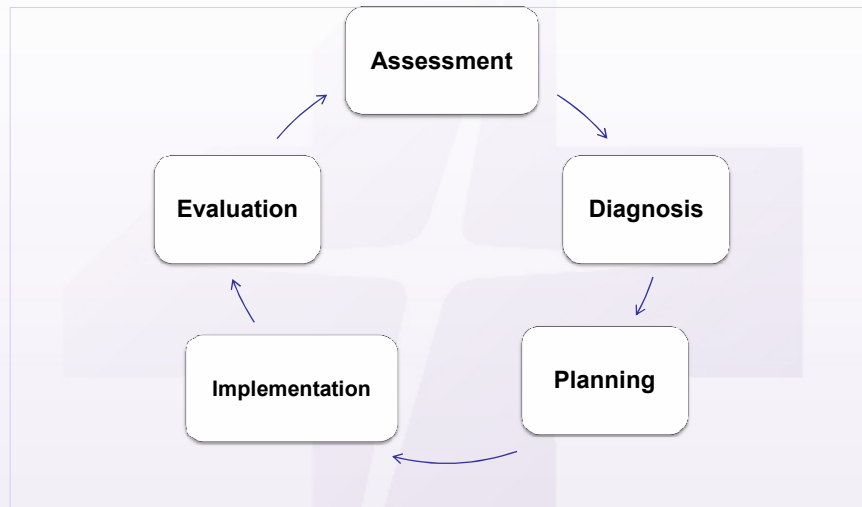 Assessment
Diagnosis
Planning
Implementation
Evaluation